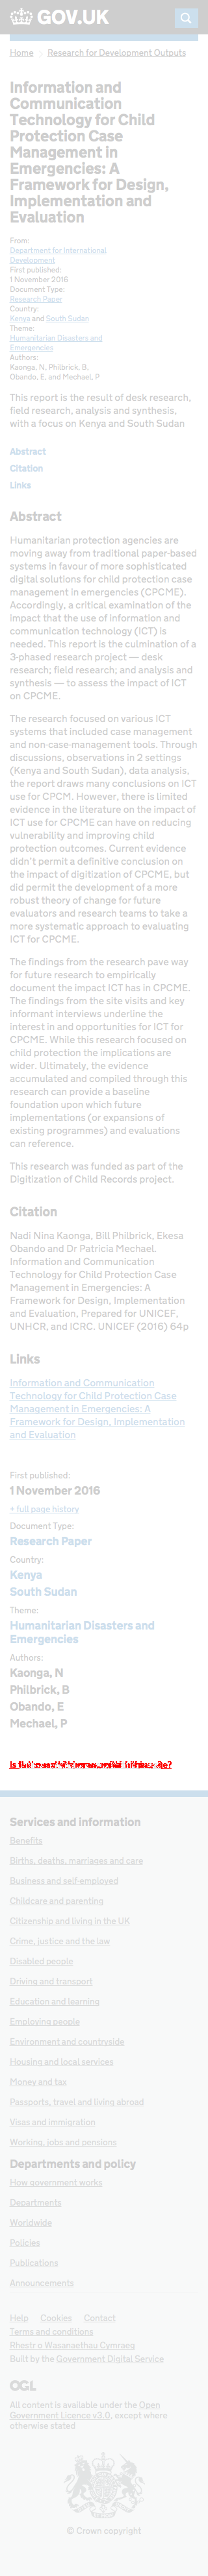 GOV.UK
Home
Research for Development Outputs
Information and
Communication
Technology for Child
Protection Case
Management in
Emergencies: A
Framework for Design,
Implementation and
Evaluation
From:
Department for International
Development
First published:
1 November 2016
Document Type:
Research Paper
Country:
Kenya and South Sudan
Theme:
Humanitarian Disasters and
Emergencies
Authors:
Kaonga, N, Philbrick, B,
Obando, E, and Mechael, P
This report is the result of desk research,
field research, analysis and synthesis,
with a focus on Kenya and South Sudan
Abstract
Citation
Links
Abstract
Humanitarian protection agencies are
moving away from traditional paper-based
systems in favour of more sophisticated
digital solutions for child protection case
management in emergencies (CPCME).
Accordingly, a critical examination of the
impact that the use of information and
communication technology (ICT) is
needed. This report is the culmination of a
3-phased research project — desk
research; field research; and analysis and
synthesis — to assess the impact of ICT
on CPCME.
The research focused on various ICT
systems that included case management
and non-case-management tools. Through
discussions, observations in 2 settings
(Kenya and South Sudan), data analysis,
the report draws many conclusions on ICT
use for CPCM. However, there is limited
evidence in the literature on the impact of
ICT use for CPCME can have on reducing
vulnerability and improving child
protection outcomes. Current evidence
didn't permit a definitive conclusion on
the impact of digitization of CPCME, but
did permit the development of a more
robust theory of change for future
evaluators and research teams to take a
more systematic approach to evaluating
ICT for CPCME.
The findings from the research pave way
for future research to empirically
document the impact ICT has in CPCME.
The findings from the site visits and key
informant interviews underline the
interest in and opportunities for ICT for
CPCME. While this research focused on
child protection the implications are
wider. Ultimately, the evidence
accumulated and compiled through this
research can provide a baseline
foundation upon which future
implementations (or expansions of
existing programmes) and evaluations
can reference.
This research was funded as part of the
Digitization of Child Records project.
Citation
Nadi Nina Kaonga, Bill Philbrick, Ekesa
Obando and Dr Patricia Mechael.
Information and Communication
Technology for Child Protection Case
Management in Emergencies: A
Framework for Design, Implementation
and Evaluation, Prepared for UNICEF,
UNHCR, and ICRC. UNICEF (2016) 64p
Links
Information and Communication
Technology for Child Protection Case
Management in Emergencies: A
Framework for Design, Implementation
and Evaluation
First published:
1 November 2016
+ full page history
Document Type:
Research Paper
Country:
Kenya
South Sudan
Theme:
Humanitarian Disasters and
Emergencies
Authors:
Kaonga, N
Philbrick, B
Obando, E
Mechael, P
Is
Services and information
Benefits
Births, deaths, marriages and care
Business and self-employed
Childcare and parenting
Citizenship and living in the UK
Crime, justice and the law
Disabled people
Driving and transport
Education and learning
Employing people
Environment and countryside
Housing and local services
Money and tax
Passports, travel and living abroad
Visas and immigration
Working, jobs and pensions
Departments and policy
How government works
Departments
Worldwide
Policies
Publications
Announcements
Help Cookies Contact
Terms and conditions
Rhestr o Wasanaethau Cymraeg
Built by the Government Digital Service
OGL
All content is available under the Open
Government Licence v3.0, except where
otherwise stated
© Crown copyright